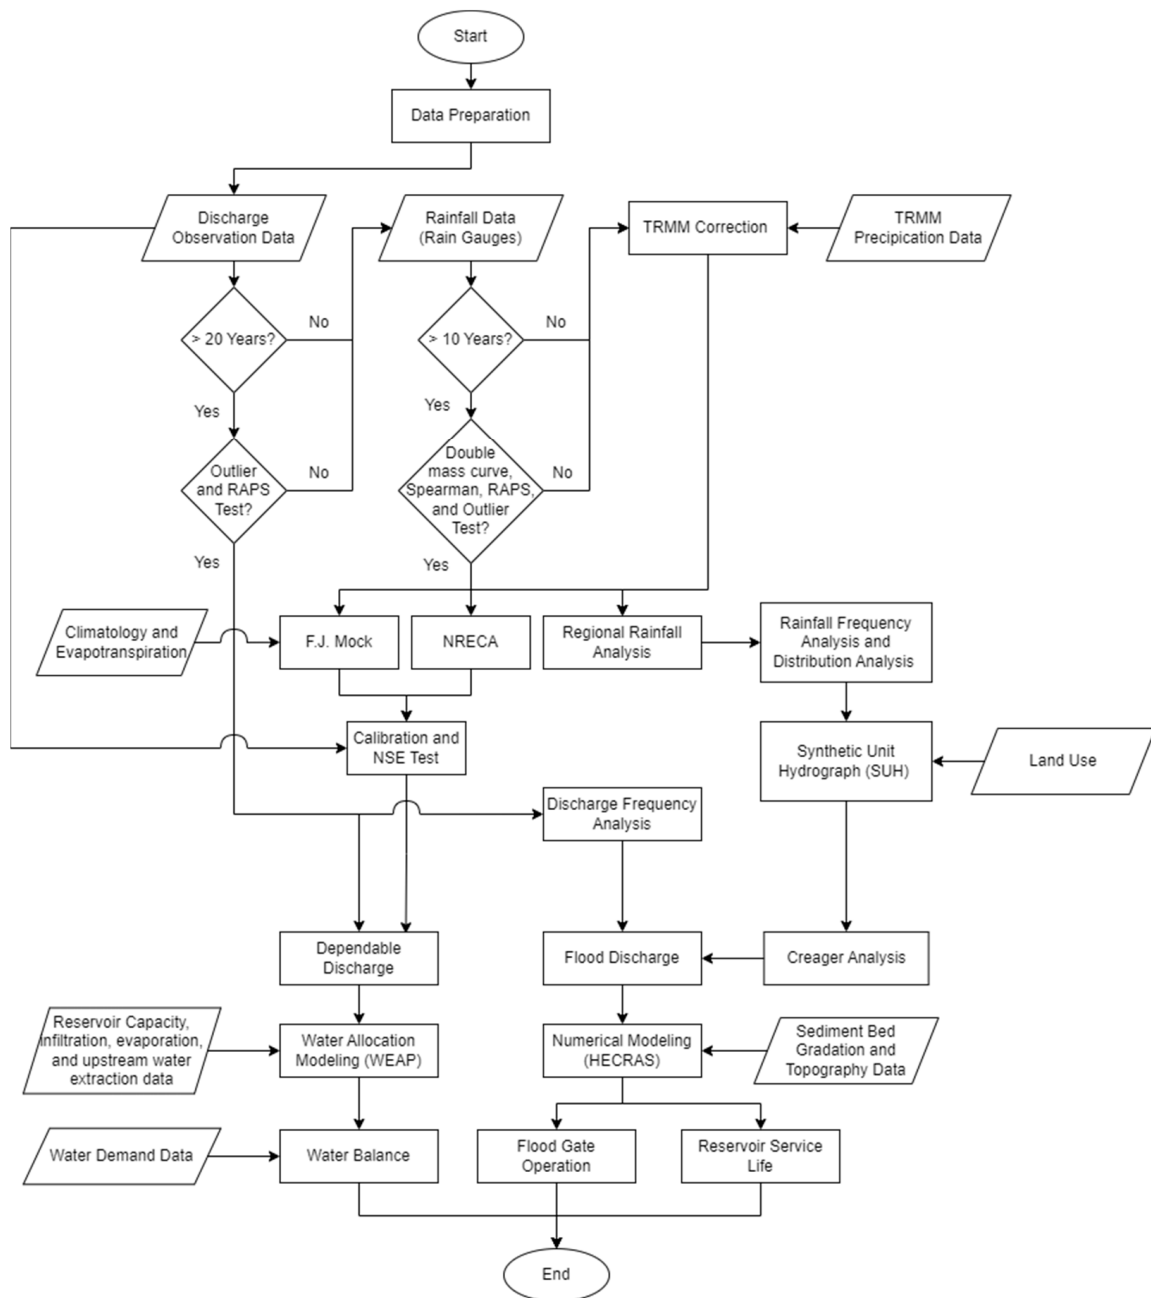 Start
Data Preparation
Discharge
Observation Data
Rainfall Data
(Rain Gauges)
TRMM Correction
TRMM
Precipication Data
> 20 Years?
No
> 10 Years?
No
Yes
Yes
Outlier
and RAPS
Test?
No
Double
mass curve,
Spearman, RAPS,
and Outlier
Test?
No
Yes
Yes
Climatology and
Evapotranspiration
F.J. Mock
NRECA
Regional Rainfall
Analysis
Rainfall Frequency
Analysis and
Distribution Analysis
Calibration and
NSE Test
Synthetic Unit
Hydrograph (SUH)
Land Use
Discharge Frequency
Analysis
Dependable
Discharge
Flood Discharge
Creager Analysis
Reservoir Capacity,
infiltration, evaporation,
and upstream water
extraction data
Water Allocation
Modeling (WEAP)
Numerical Modeling
(HECRAS)
Sediment Bed
Gradation and
Topography Data
Water Demand Data
Water Balance
Flood Gate
Operation
Reservoir Service
Life
End